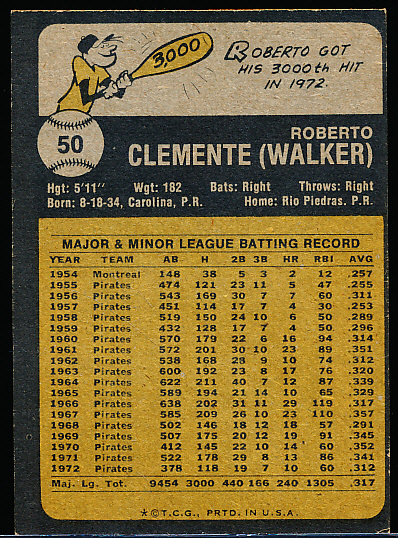 3,000
ROBERTO GOT
HIS 3000th HIT
IN 1972.
50
ROBERTO
CLEMENTE (WALKER)
Hgt: 5'11" Wgt: 182 Bats: Right Throws: Right
Born: 8-18-34, Carolina, P.R. Home: Rio Piedras, P.R.
MAJOR & MINOR LEAGUE BATTING RECORD
YEAR TEAM AB H 2B 3B HR RBI AVG
1954 Montreal 148 38 5 3 2 12 .257
1955 Pirates 474 121 23 11 5 47 .255
1956 Pirates 543 169 30 7 7 60 .311
1957 Pirates 451 114 17 7 4 30 .253
1958 Pirates 519 150 24 10 6 50 .289
1959 Pirates 432 128 17 7 4 50 .296
1960 Pirates 570 179 22 6 16 94 .314
1961 Pirates 572 201 30 10 23 89 .351
1962 Pirates 538 168 28 9 10 74 .312
1963 Pirates 600 192 23 8 17 76 .320
1964 Pirates 622 211 40 7 12 87 .339
1965 Pirates 589 194 21 14 10 65 .329
1966 Pirates 638 202 31 11 29 119 .317
1967 Pirates 585 209 26 10 23 110 .357
1968 Pirates 502 146 18 12 18 57 .291
1969 Pirates 507 175 20 12 19 91 .345
1970 Pirates 412 145 22 10 14 60 .352
1971 Pirates 522 178 29 8 13 86 .341
1972 Pirates 378 118 19 7 10 60 .312
Maj. Lg. Tot. 9454 3000 440 166 240 1305 .317
*©T.C.G., PRTD. IN U.S.A.